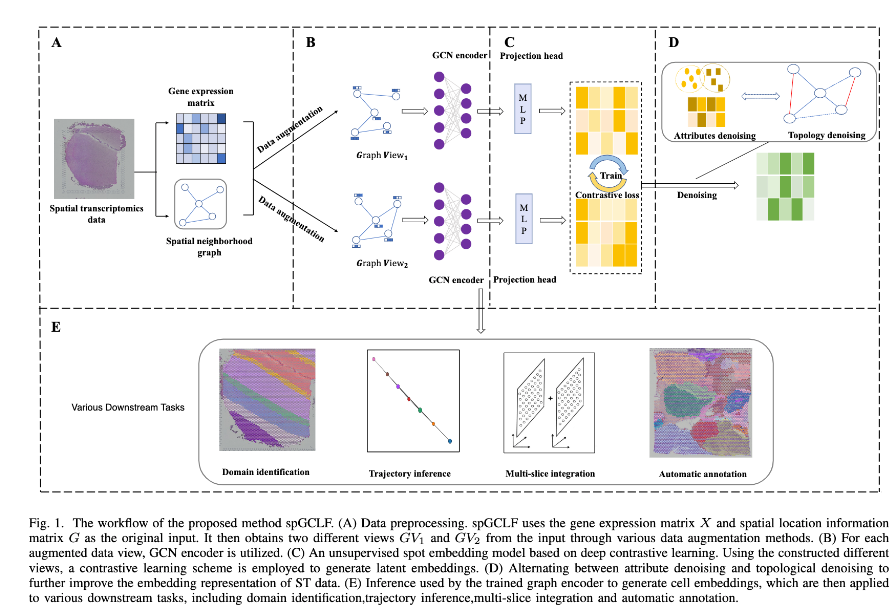 A
B
C
D
GCN encoder
Projection head
Gene expression
matrix
Data augmentation
M
L
P
Attributes denoising
Topology denoising
Graph View1
Train
Contrastive loss
Denoising
Spatial transcriptomics
data
Data augmentation
M
L
P
Spatial neighborhood
graph
Graph View2
GCN encoder
Projection head
E
Various Downstream Tasks
+
Domain identification
Trajectory inference
Multi-slice integration
Automatic annotation
Fig. 1. The workflow of the proposed method spGCLF. (A) Data preprocessing. spGCLF uses the gene expression matrix X and spatial location information
matrix G as the original input. It then obtains two different views GV1 and GV2 from the input through various data augmentation methods. (B) For each
augmented data view, GCN encoder is utilized. (C) An unsupervised spot embedding model based on deep contrastive learning. Using the constructed different
views, a contrastive learning scheme is employed to generate latent embeddings. (D) Alternating between attribute denoising and topological denoising to
further improve the embedding representation of ST data. (E) Inference used by the trained graph encoder to generate cell embeddings, which are then applied
to various downstream tasks, including domain identification,trajectory inference,multi-slice integration and automatic annotation.